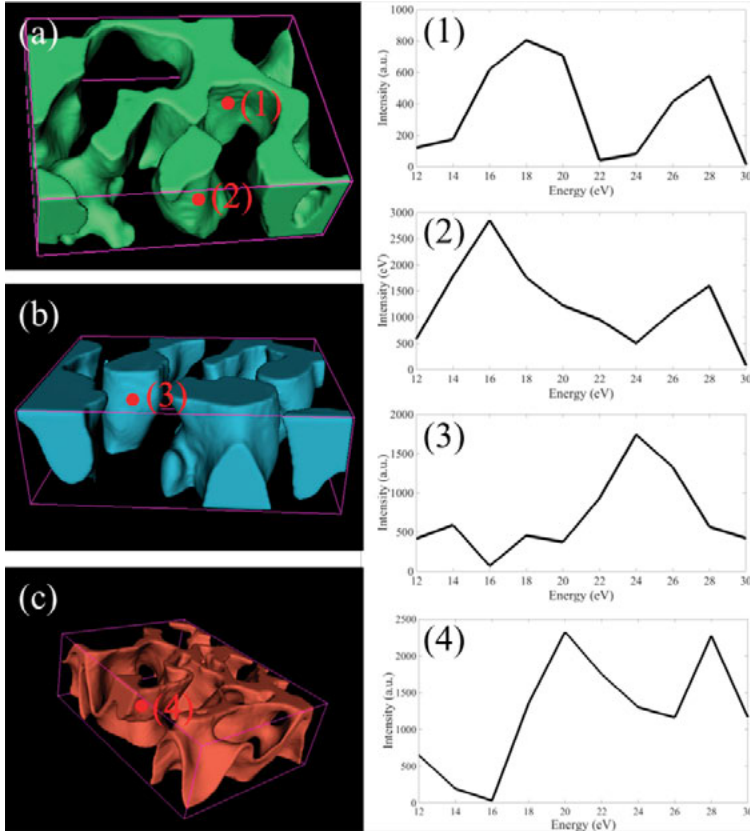 (a)
(1)
(2)
(b)
(3)
(c)
(4)
(1)
1000
800
600
400
200
0
Intensity (a.u.)
12 14 16 18 20 22 24 26 28 30
Energy (eV)
(2)
3000
2500
2000
1500
1000
500
0
Intensity (eV)
12 14 16 18 20 22 24 26 28 30
Energy (eV)
(3)
2000
1500
1000
500
0
Intensity (a.u.)
12 14 16 18 20 22 24 26 28 30
Energy (eV)
(4)
2500
2000
1500
1000
500
0
Intensity (a.u.)
12 14 16 18 20 22 24 26 28 30
Energy (eV)